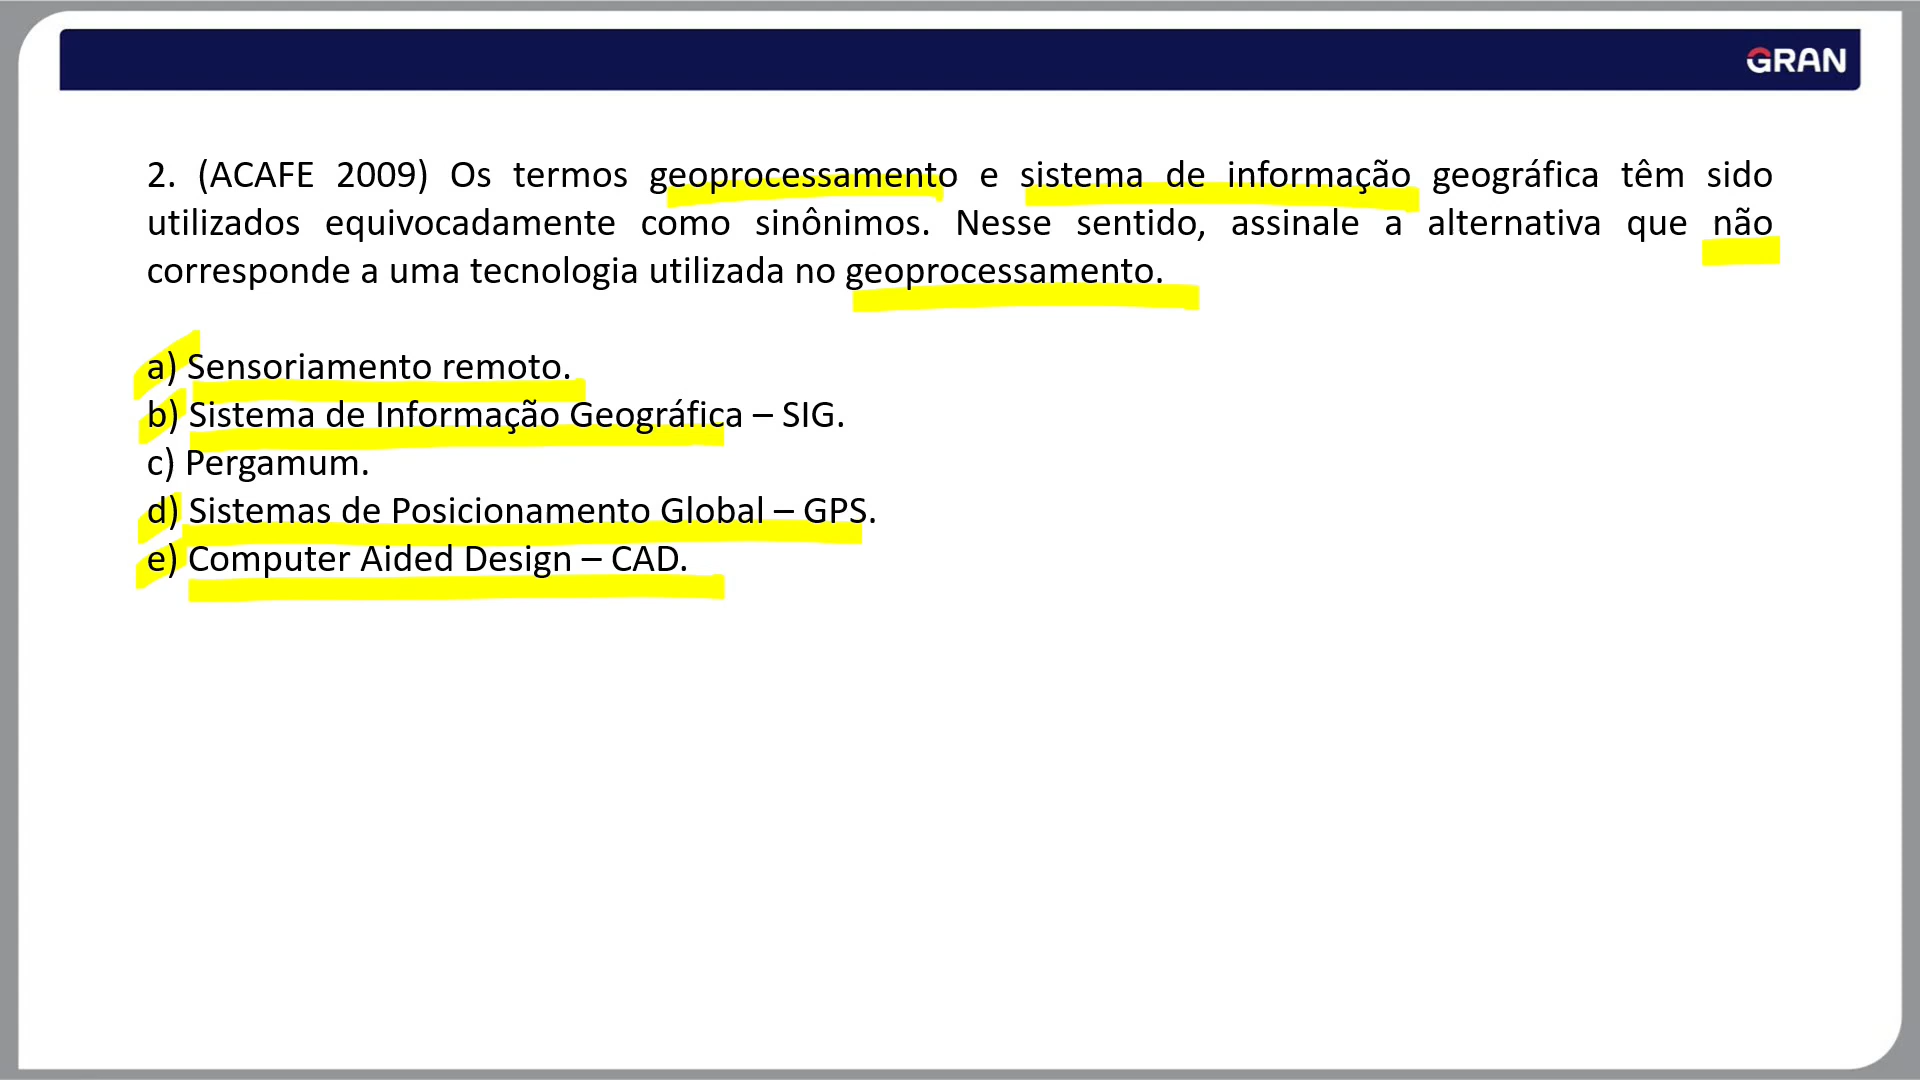 GRAN
2. (ACAFE 2009) Os termos geoprocessamento e sistema de informação geográfica têm sido
utilizados equivocadamente como sinônimos. Nesse sentido, assinale a alternativa que não
corresponde a uma tecnologia utilizada no geoprocessamento.
a) Sensoriamento remoto.
b) Sistema de Informação Geográfica – SIG.
c) Pergamum.
d) Sistemas de Posicionamento Global – GPS.
e) Computer Aided Design – CAD.